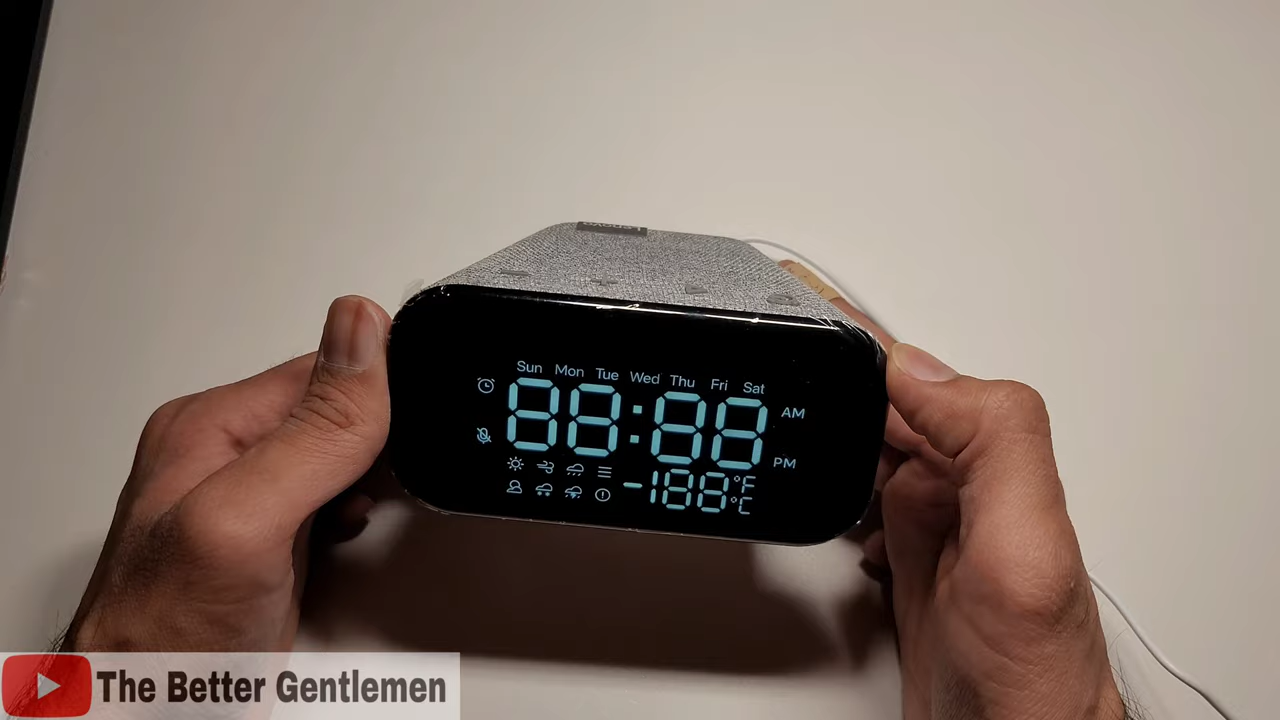 Sun Mon Tue Wed Thu Fri Sat
88:88 AM
PM
-188°F
°C
The Better Gentlemen